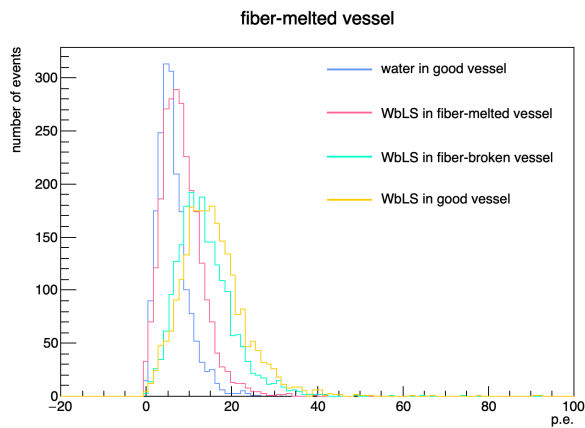 fiber-melted vessel
number of events
300
250
200
150
100
50
0
water in good vessel
WbLS in fiber-melted vessel
WbLS in fiber-broken vessel
WbLS in good vessel
−20 0 20 40 60 80 100
p.e.